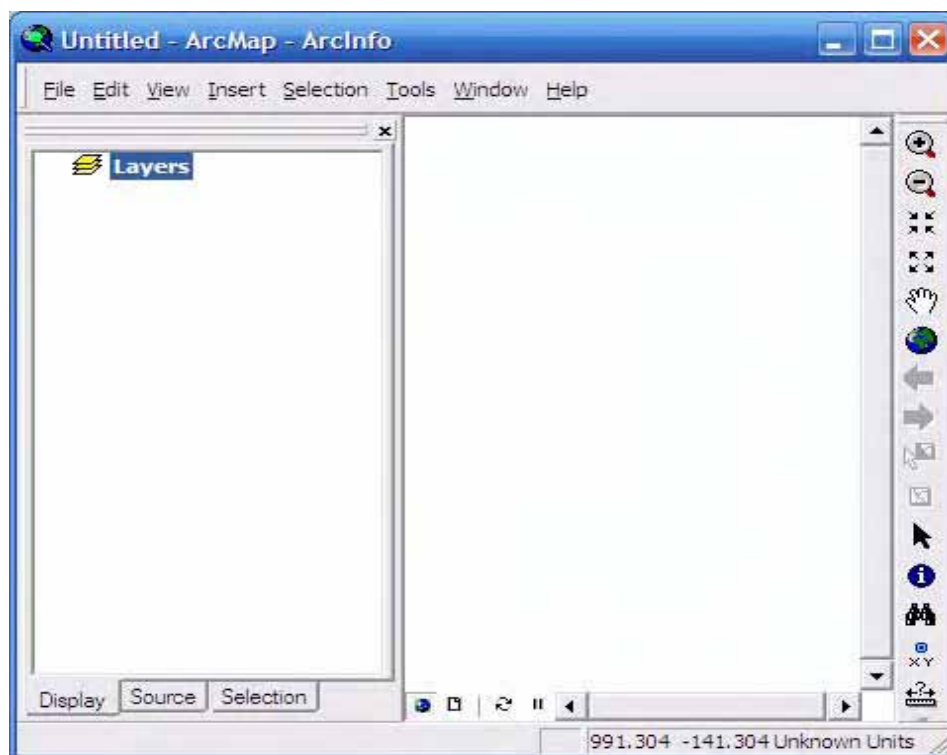 Untitled - ArcMap - ArcInfo
File Edit View Insert Selection Tools Window Help
Layers
XY
?
Display Source Selection
991.304 -141.304 Unknown Units